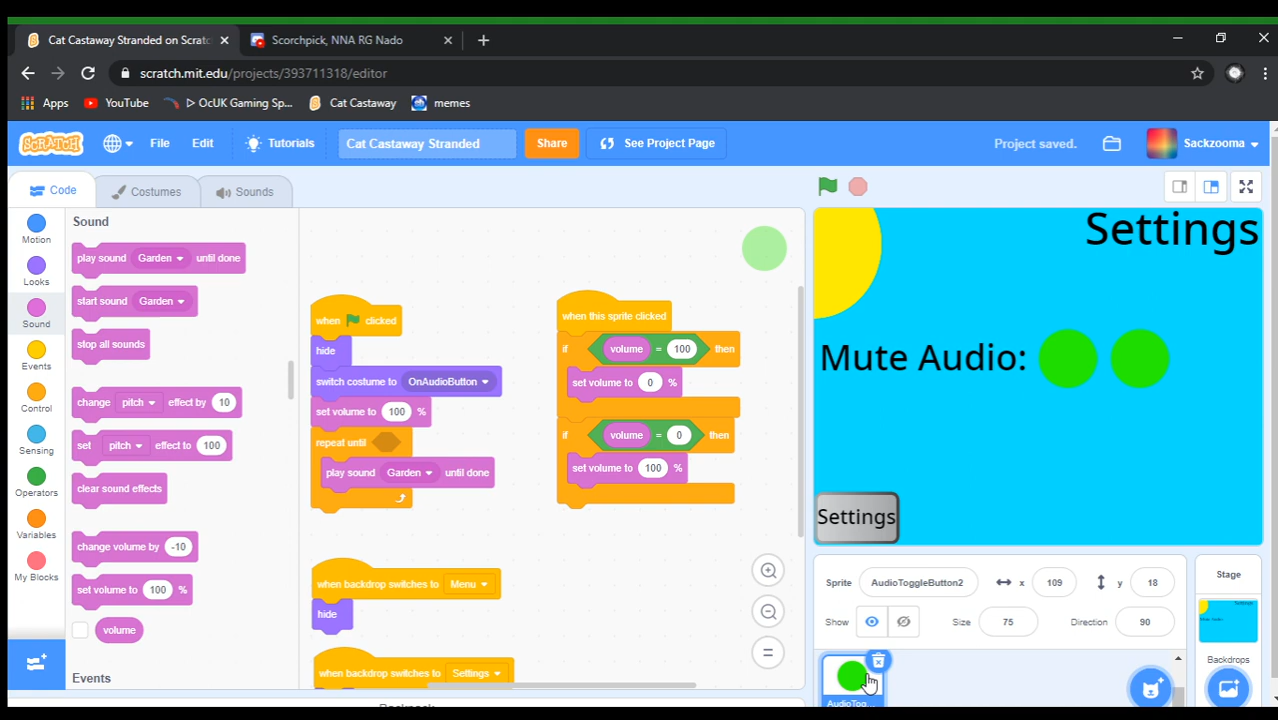 Cat Castaway Stranded on Scratc
Scorchpick, NNA RG Nado
scratch.mit.edu/projects/393711318/editor
Apps
YouTube
OcUK Gaming Sp...
Cat Castaway
memes
SCRATCH
File
Edit
Tutorials
Cat Castaway Stranded
Share
See Project Page
Project saved.
Sackzooma
Code
Costumes
Sounds
Motion
Looks
Sound
Events
Control
Sensing
Operators
Variables
My Blocks
Sound
play sound Garden until done
start sound Garden
stop all sounds
change pitch effect by 10
set pitch effect to 100
clear sound effects
change volume by -10
set volume to 100 %
volume
Events
when clicked
hide
switch costume to OnAudioButton
set volume to 100 %
repeat until
play sound Garden until done
when backdrop switches to Menu
hide
when backdrop switches to Settings
when this sprite clicked
if volume = 100 then
set volume to 0 %
if volume = 0 then
set volume to 100 %
Settings
Mute Audio:
Settings
Sprite AudioToggleButton2 x 109 y 18
Show Size 75 Direction 90
AudioTog...
Stage
Settings
Mute Audio:
Backdrops